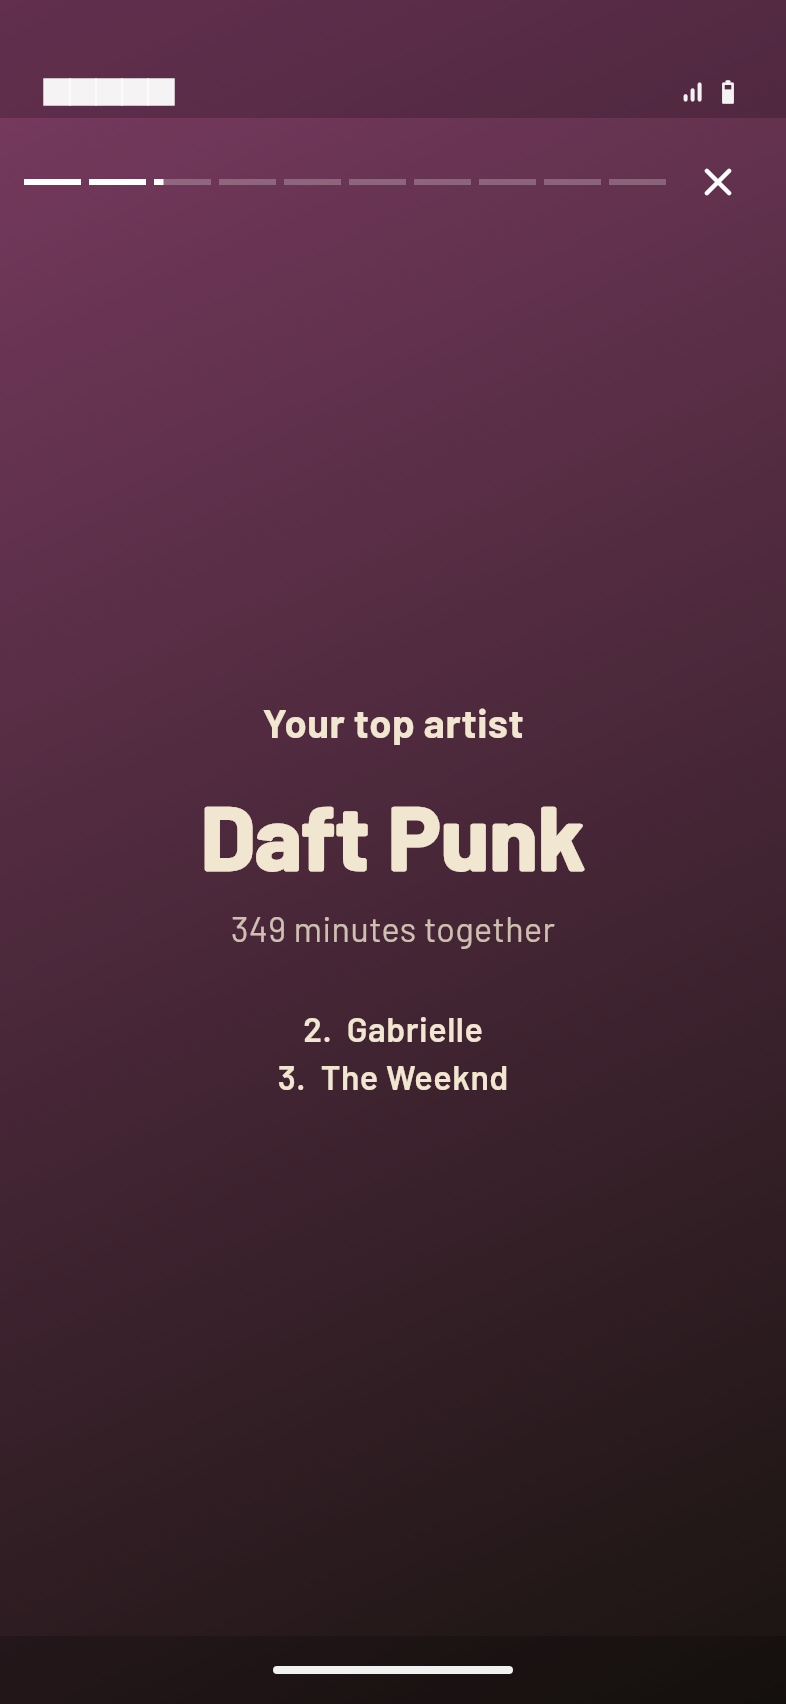 Your top artist
Daft Punk
349 minutes together
2. Gabrielle
3. The Weeknd